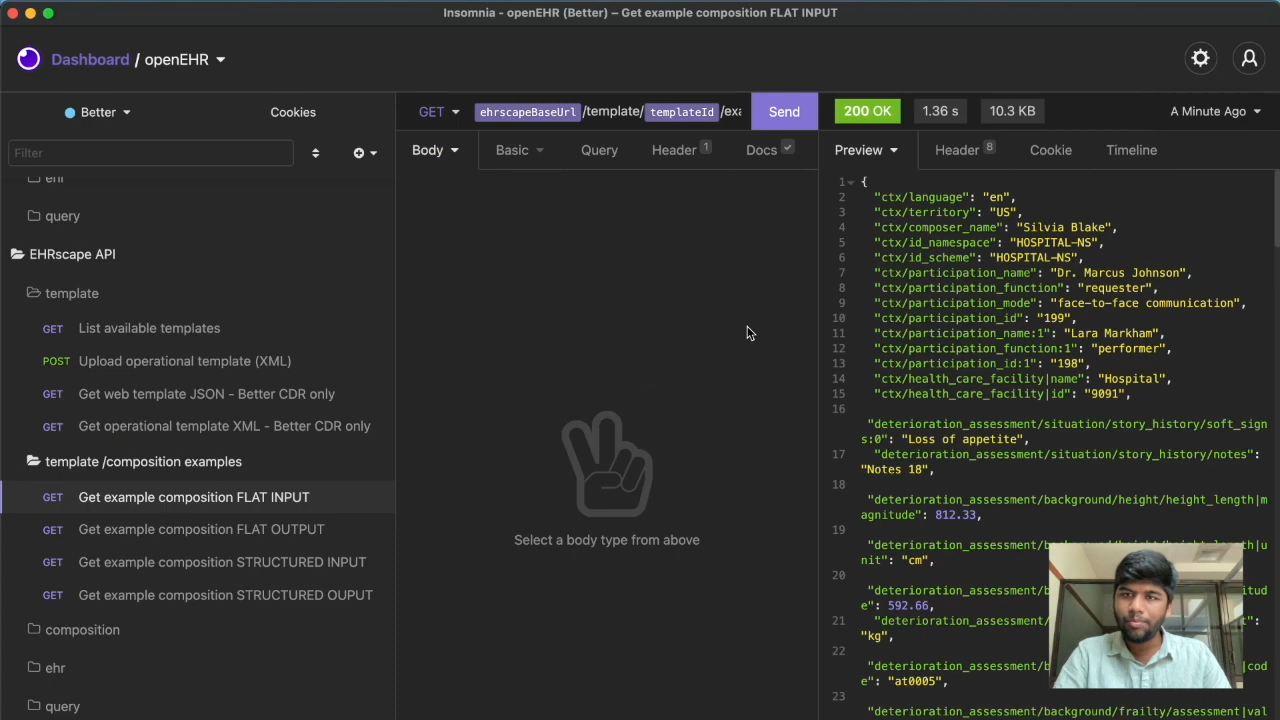 Insomnia - openEHR (Better) – Get example composition FLAT INPUT
Dashboard / openEHR
Better
Cookies
Filter
ehr
query
EHRscape API
template
GET List available templates
POST Upload operational template (XML)
GET Get web template JSON - Better CDR only
GET Get operational template XML - Better CDR only
template /composition examples
GET Get example composition FLAT INPUT
GET Get example composition FLAT OUTPUT
GET Get example composition STRUCTURED INPUT
GET Get example composition STRUCTURED OUPUT
composition
ehr
query
GET ehrscapeBaseUrl /template/ templateId /exa
Send
Body
Basic
Query
Header 1
Docs
Select a body type from above
200 OK
1.36 s
10.3 KB
A Minute Ago
Preview
Header 8
Cookie
Timeline
1 {
2 "ctx/language": "en",
3 "ctx/territory": "US",
4 "ctx/composer_name": "Silvia Blake",
5 "ctx/id_namespace": "HOSPITAL-NS",
6 "ctx/id_scheme": "HOSPITAL-NS",
7 "ctx/participation_name": "Dr. Marcus Johnson",
8 "ctx/participation_function": "requester",
9 "ctx/participation_mode": "face-to-face communication",
10 "ctx/participation_id": "199",
11 "ctx/participation_name:1": "Lara Markham",
12 "ctx/participation_function:1": "performer",
13 "ctx/participation_id:1": "198",
14 "ctx/health_care_facility|name": "Hospital",
15 "ctx/health_care_facility|id": "9091",
16
"deterioration_assessment/situation/story_history/soft_sign
s:0": "Loss of appetite",
17 "deterioration_assessment/situation/story_history/notes":
"Notes 18",
18
"deterioration_assessment/background/height/height_length|m
agnitude": 812.33,
19
"deterioration_assessment/background/height/height_length|u
nit": "cm",
20
"deterioration_assessment/b itud
e": 592.66,
21 "deterioration_assessment/b t":
"kg",
22
"deterioration_assessment/b |cod
e": "at0005",
23
"deterioration_assessment/background/frailty/assessment|val